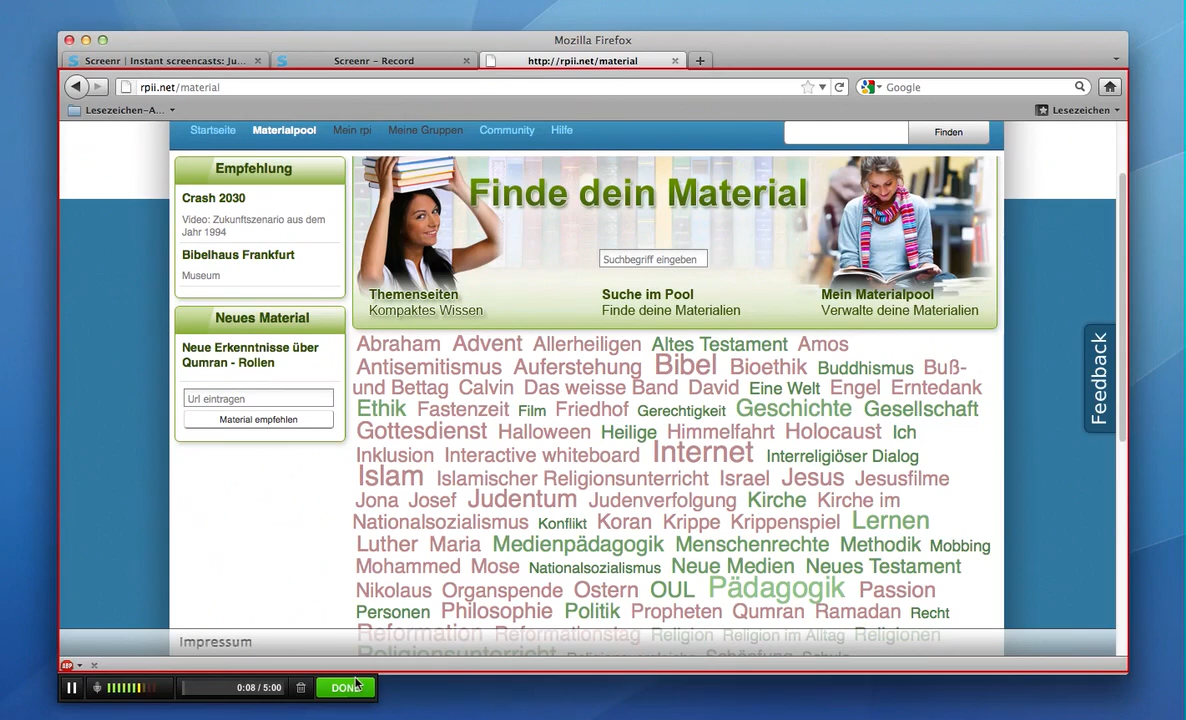 Mozilla Firefox
Screenr | Instant screencasts: Ju...
Screenr - Record
http://rpii.net/material
rpii.net/material
Google
Lesezeichen-A...
Lesezeichen
Startseite Materialpool Mein rpi Meine Gruppen Community Hilfe
Finden
Empfehlung
Crash 2030
Video: Zukunftszenario aus dem
Jahr 1994
Bibelhaus Frankfurt
Museum
Neues Material
Neue Erkenntnisse über
Qumran - Rollen
Url eintragen
Material empfehlen
Finde dein Material
Suchbegriff eingeben
Themenseiten
Kompaktes Wissen
Suche im Pool
Finde deine Materialien
Mein Materialpool
Verwalte deine Materialien
Abraham Advent Allerheiligen Altes Testament Amos
Antisemitismus Auferstehung Bibel Bioethik Buddhismus Buß-
und Bettag Calvin Das weisse Band David Eine Welt Engel Erntedank
Ethik Fastenzeit Film Friedhof Gerechtigkeit Geschichte Gesellschaft
Gottesdienst Halloween Heilige Himmelfahrt Holocaust Ich
Inklusion Interactive whiteboard Internet Interreligiöser Dialog
Islam Islamischer Religionsunterricht Israel Jesus Jesusfilme
Jona Josef Judentum Judenverfolgung Kirche Kirche im
Nationalsozialismus Konflikt Koran Krippe Krippenspiel Lernen
Luther Maria Medienpädagogik Menschenrechte Methodik Mobbing
Mohammed Mose Nationalsozialismus Neue Medien Neues Testament
Nikolaus Organspende Ostern OUL Pädagogik Passion
Personen Philosophie Politik Propheten Qumran Ramadan Recht
Reformation Reformationstag Religion Religion im Alltag Religionen
Religionsunterricht Schöpfung Schule
Feedback
Impressum
ABP
0:08 / 5:00
DONE